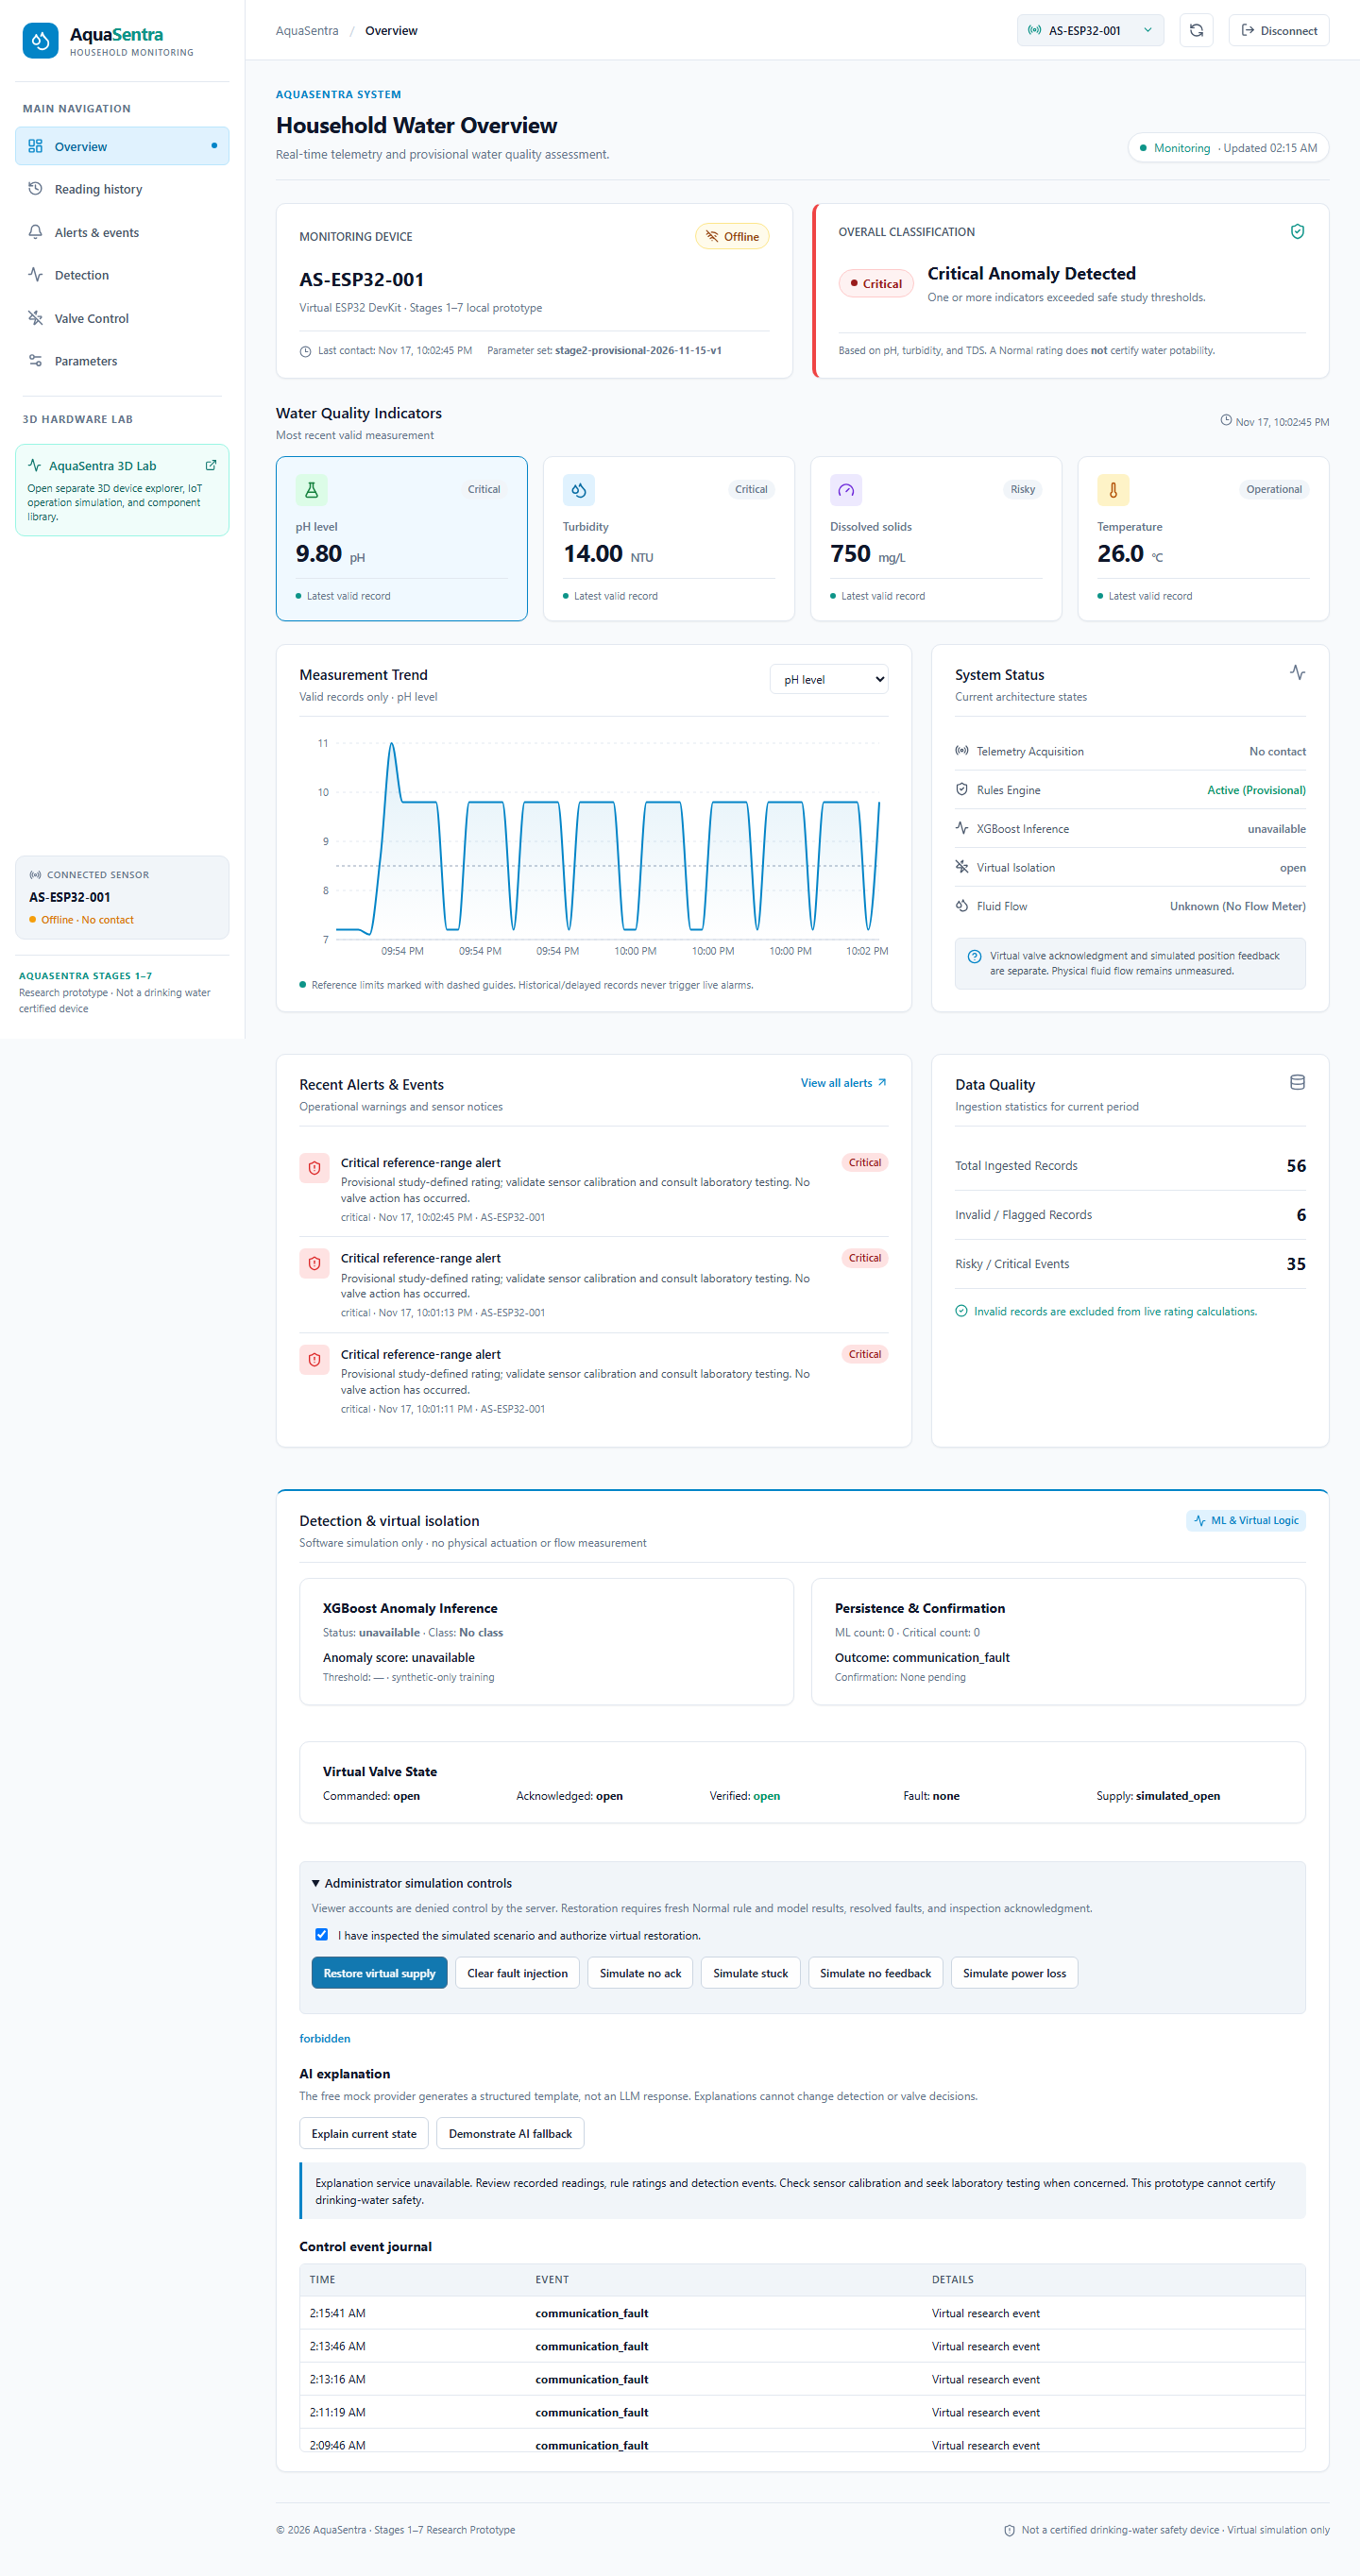 AquaSentra
HOUSEHOLD MONITORING
MAIN NAVIGATION
Overview
Reading history
Alerts & events
Detection
Valve Control
Parameters
3D HARDWARE LAB
AquaSentra 3D Lab
Open separate 3D device explorer, IoT
operation simulation, and component
library.
CONNECTED SENSOR
AS-ESP32-001
Offline · No contact
AQUASENTRA STAGES 1–7
Research prototype · Not a drinking water
certified device
AquaSentra / Overview
AS-ESP32-001
Disconnect
AQUASENTRA SYSTEM
Household Water Overview
Real-time telemetry and provisional water quality assessment.
Monitoring · Updated 02:15 AM
MONITORING DEVICE
Offline
AS-ESP32-001
Virtual ESP32 DevKit · Stages 1–7 local prototype
Last contact: Nov 17, 10:02:45 PM Parameter set: stage2-provisional-2026-11-15-v1
OVERALL CLASSIFICATION
Critical
Critical Anomaly Detected
One or more indicators exceeded safe study thresholds.
Based on pH, turbidity, and TDS. A Normal rating does not certify water potability.
Water Quality Indicators
Most recent valid measurement
Nov 17, 10:02:45 PM
Critical
pH level
9.80 pH
Latest valid record
Critical
Turbidity
14.00 NTU
Latest valid record
Risky
Dissolved solids
750 mg/L
Latest valid record
Operational
Temperature
26.0 °C
Latest valid record
Measurement Trend
Valid records only · pH level
pH level
11
10
9
8
7
09:54 PM 09:54 PM 09:54 PM 10:00 PM 10:00 PM 10:00 PM 10:02 PM
Reference limits marked with dashed guides. Historical/delayed records never trigger live alarms.
System Status
Current architecture states
Telemetry Acquisition No contact
Rules Engine Active (Provisional)
XGBoost Inference unavailable
Virtual Isolation open
Fluid Flow Unknown (No Flow Meter)
Virtual valve acknowledgment and simulated position feedback
are separate. Physical fluid flow remains unmeasured.
Recent Alerts & Events
Operational warnings and sensor notices
View all alerts
Critical reference-range alert Critical
Provisional study-defined rating; validate sensor calibration and consult laboratory testing. No
valve action has occurred.
critical · Nov 17, 10:02:45 PM · AS-ESP32-001
Critical reference-range alert Critical
Provisional study-defined rating; validate sensor calibration and consult laboratory testing. No
valve action has occurred.
critical · Nov 17, 10:01:13 PM · AS-ESP32-001
Critical reference-range alert Critical
Provisional study-defined rating; validate sensor calibration and consult laboratory testing. No
valve action has occurred.
critical · Nov 17, 10:01:11 PM · AS-ESP32-001
Data Quality
Ingestion statistics for current period
Total Ingested Records 56
Invalid / Flagged Records 6
Risky / Critical Events 35
Invalid records are excluded from live rating calculations.
Detection & virtual isolation
Software simulation only · no physical actuation or flow measurement
ML & Virtual Logic
XGBoost Anomaly Inference
Status: unavailable · Class: No class
Anomaly score: unavailable
Threshold: — · synthetic-only training
Persistence & Confirmation
ML count: 0 · Critical count: 0
Outcome: communication_fault
Confirmation: None pending
Virtual Valve State
Commanded: open Acknowledged: open Verified: open Fault: none Supply: simulated_open
Administrator simulation controls
Viewer accounts are denied control by the server. Restoration requires fresh Normal rule and model results, resolved faults, and inspection acknowledgment.
I have inspected the simulated scenario and authorize virtual restoration.
Restore virtual supply Clear fault injection Simulate no ack Simulate stuck Simulate no feedback Simulate power loss
forbidden
AI explanation
The free mock provider generates a structured template, not an LLM response. Explanations cannot change detection or valve decisions.
Explain current state Demonstrate AI fallback
Explanation service unavailable. Review recorded readings, rule ratings and detection events. Check sensor calibration and seek laboratory testing when concerned. This prototype cannot certify
drinking-water safety.
Control event journal
TIME EVENT DETAILS
2:15:41 AM communication_fault Virtual research event
2:13:46 AM communication_fault Virtual research event
2:13:16 AM communication_fault Virtual research event
2:11:19 AM communication_fault Virtual research event
2:09:46 AM communication_fault Virtual research event
© 2026 AquaSentra · Stages 1–7 Research Prototype
Not a certified drinking-water safety device · Virtual simulation only